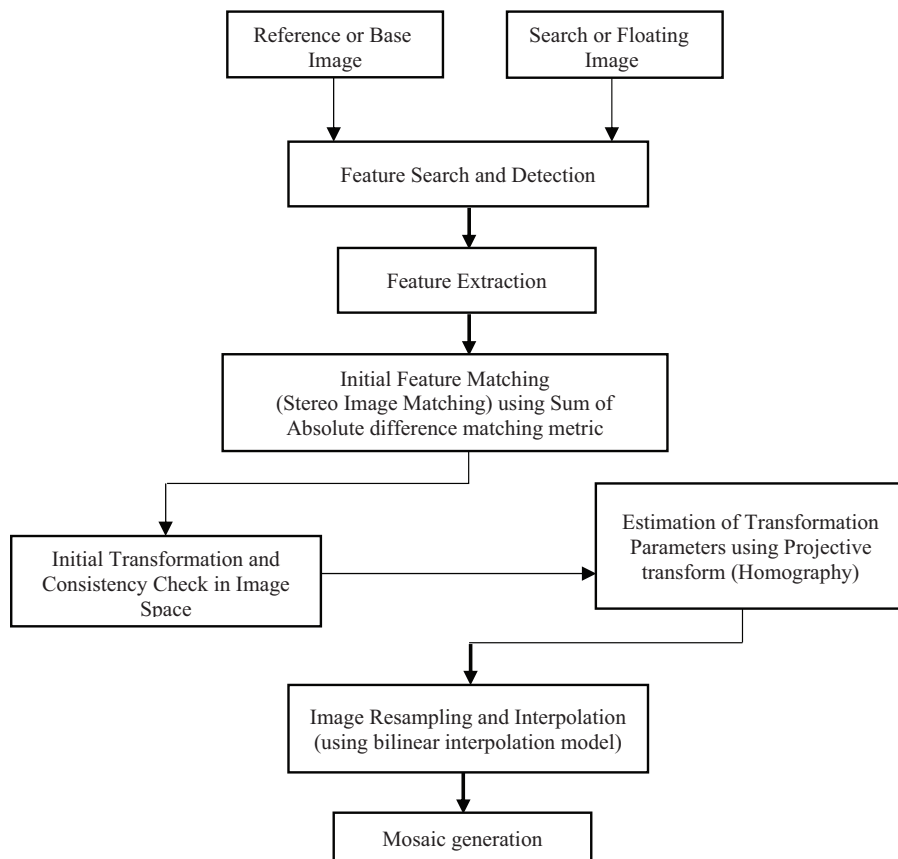 Reference or Base
Image
Search or Floating
Image
Feature Search and Detection
Feature Extraction
Initial Feature Matching
(Stereo Image Matching) using Sum of
Absolute difference matching metric
Initial Transformation and
Consistency Check in Image
Space
Estimation of Transformation
Parameters using Projective
transform (Homography)
Image Resampling and Interpolation
(using bilinear interpolation model)
Mosaic generation